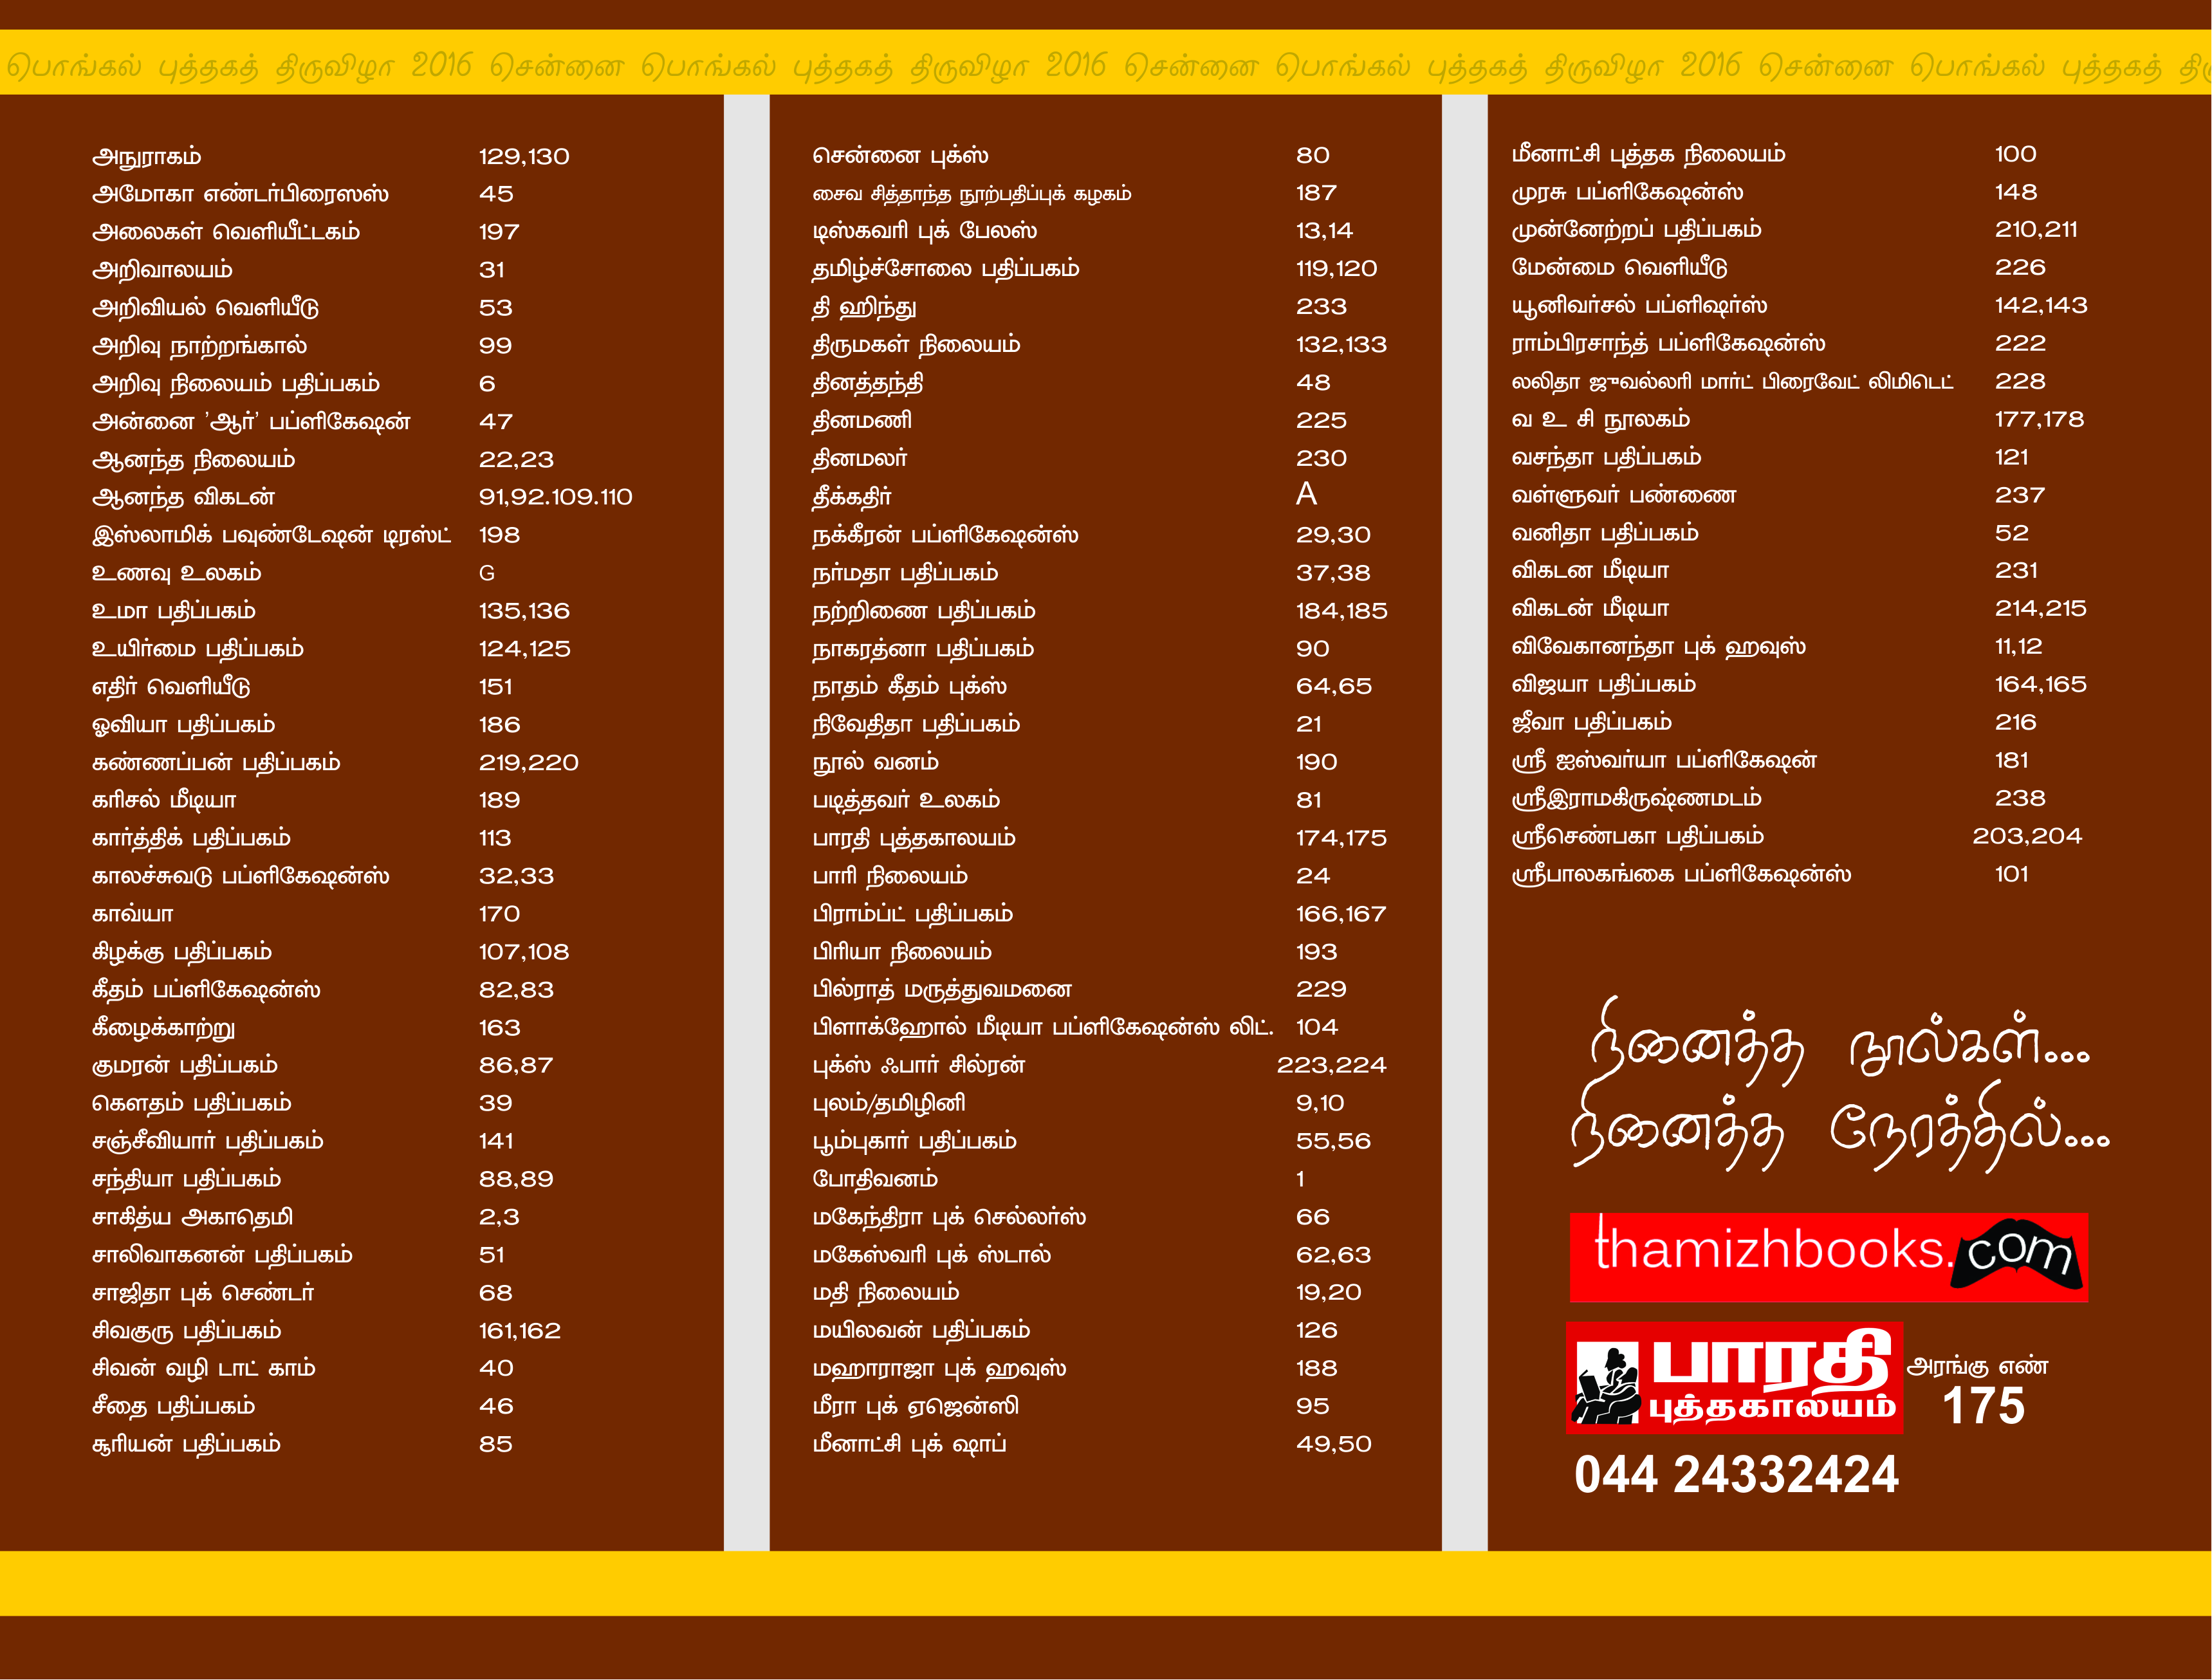 பொங்கல் புத்தகத் திருவிழா 2016 சென்னை பொங்கல் புத்தகத் திருவிழா 2016 சென்னை பொங்கல் புத்தகத் திருவிழா 2016 சென்னை பொங்கல் புத்தகத்
அநுராகம் 129,130
அமோகா எண்டர்பிரைஸஸ் 45
அலைகள் வெளியீட்டகம் 197
அறிவாலயம் 31
அறிவியல் வெளியீடு 53
அறிவு நாற்றங்கால் 99
அறிவு நிலையம் பதிப்பகம் 6
அன்னை 'ஆர்' பப்ளிகேஷன் 47
ஆனந்த நிலையம் 22,23
ஆனந்த விகடன் 91,92.109.110
இஸ்லாமிக் பவுண்டேஷன் டிரஸ்ட் 198
உணவு உலகம் G
உமா பதிப்பகம் 135,136
உயிர்மை பதிப்பகம் 124,125
எதிர் வெளியீடு 151
ஓவியா பதிப்பகம் 186
கண்ணப்பன் பதிப்பகம் 219,220
கரிசல் மீடியா 189
கார்த்திக் பதிப்பகம் 113
காலச்சுவடு பப்ளிகேஷன்ஸ் 32,33
காவ்யா 170
கிழக்கு பதிப்பகம் 107,108
கீதம் பப்ளிகேஷன்ஸ் 82,83
கீழைக்காற்று 163
குமரன் பதிப்பகம் 86,87
கௌதம் பதிப்பகம் 39
சஞ்சீவியார் பதிப்பகம் 141
சந்தியா பதிப்பகம் 88,89
சாகித்ய அகாதெமி 2,3
சாலிவாகனன் பதிப்பகம் 51
சாஜிதா புக் செண்டர் 68
சிவகுரு பதிப்பகம் 161,162
சிவன் வழி டாட் காம் 40
சீதை பதிப்பகம் 46
சூரியன் பதிப்பகம் 85
சென்னை புக்ஸ் 80
சைவ சித்தாந்த நூற்பதிப்புக் கழகம் 187
டிஸ்கவரி புக் பேலஸ் 13,14
தமிழ்ச்சோலை பதிப்பகம் 119,120
தி ஹிந்து 233
திருமகள் நிலையம் 132,133
தினத்தந்தி 48
தினமணி 225
தினமலர் 230
தீக்கதிர் A
நக்கீரன் பப்ளிகேஷன்ஸ் 29,30
நர்மதா பதிப்பகம் 37,38
நற்றிணை பதிப்பகம் 184,185
நாகரத்னா பதிப்பகம் 90
நாதம் கீதம் புக்ஸ் 64,65
நிவேதிதா பதிப்பகம் 21
நூல் வனம் 190
படித்தவர் உலகம் 81
பாரதி புத்தகாலயம் 174,175
பாரி நிலையம் 24
பிராம்ப்ட் பதிப்பகம் 166,167
பிரியா நிலையம் 193
பில்ராத் மருத்துவமனை 229
பிளாக்ஹோல் மீடியா பப்ளிகேஷன்ஸ் லிட். 104
புக்ஸ் ஃபார் சில்ரன் 223,224
புலம்/தமிழினி 9,10
பூம்புகார் பதிப்பகம் 55,56
போதிவனம் 1
மகேந்திரா புக் செல்லர்ஸ் 66
மகேஸ்வரி புக் ஸ்டால் 62,63
மதி நிலையம் 19,20
மயிலவன் பதிப்பகம் 126
மஹாராஜா புக் ஹவுஸ் 188
மீரா புக் ஏஜென்ஸி 95
மீனாட்சி புக் ஷாப் 49,50
மீனாட்சி புத்தக நிலையம் 100
முரசு பப்ளிகேஷன்ஸ் 148
முன்னேற்றப் பதிப்பகம் 210,211
மேன்மை வெளியீடு 226
யூனிவர்சல் பப்ளிஷர்ஸ் 142,143
ராம்பிரசாந்த் பப்ளிகேஷன்ஸ் 222
லலிதா ஜுவல்லரி மார்ட் பிரைவேட் லிமிடெட் 228
வ உ சி நூலகம் 177,178
வசந்தா பதிப்பகம் 121
வள்ளுவர் பண்ணை 237
வனிதா பதிப்பகம் 52
விகடன மீடியா 231
விகடன் மீடியா 214,215
விவேகானந்தா புக் ஹவுஸ் 11,12
விஜயா பதிப்பகம் 164,165
ஜீவா பதிப்பகம் 216
ஸ்ரீ ஐஸ்வர்யா பப்ளிகேஷன் 181
ஸ்ரீஇராமகிருஷ்ணமடம் 238
ஸ்ரீசெண்பகா பதிப்பகம் 203,204
ஸ்ரீபாலகங்கை பப்ளிகேஷன்ஸ் 101
நினைத்த நூல்கள்...
நினைத்த நேரத்தில்...
thamizhbooks.com
பாரதி
புத்தகாலயம்
அரங்கு எண்
175
044 24332424